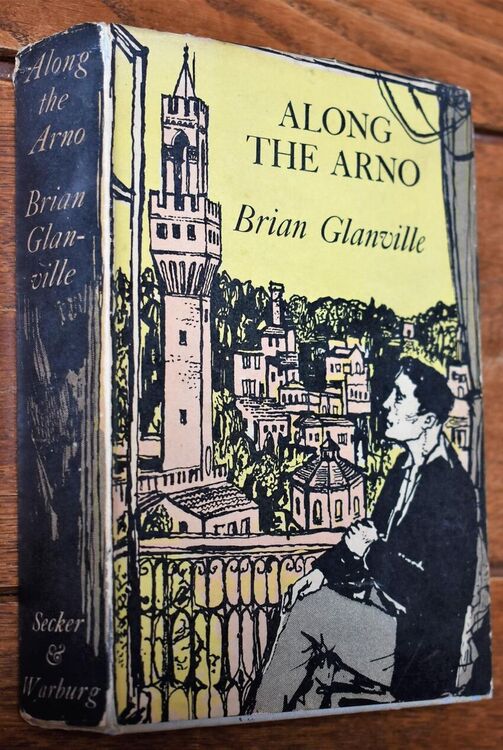 Along
the
Arno
Brian
Glan-
ville
Secker
&
Warburg
ALONG
THE ARNO
Brian Glanville